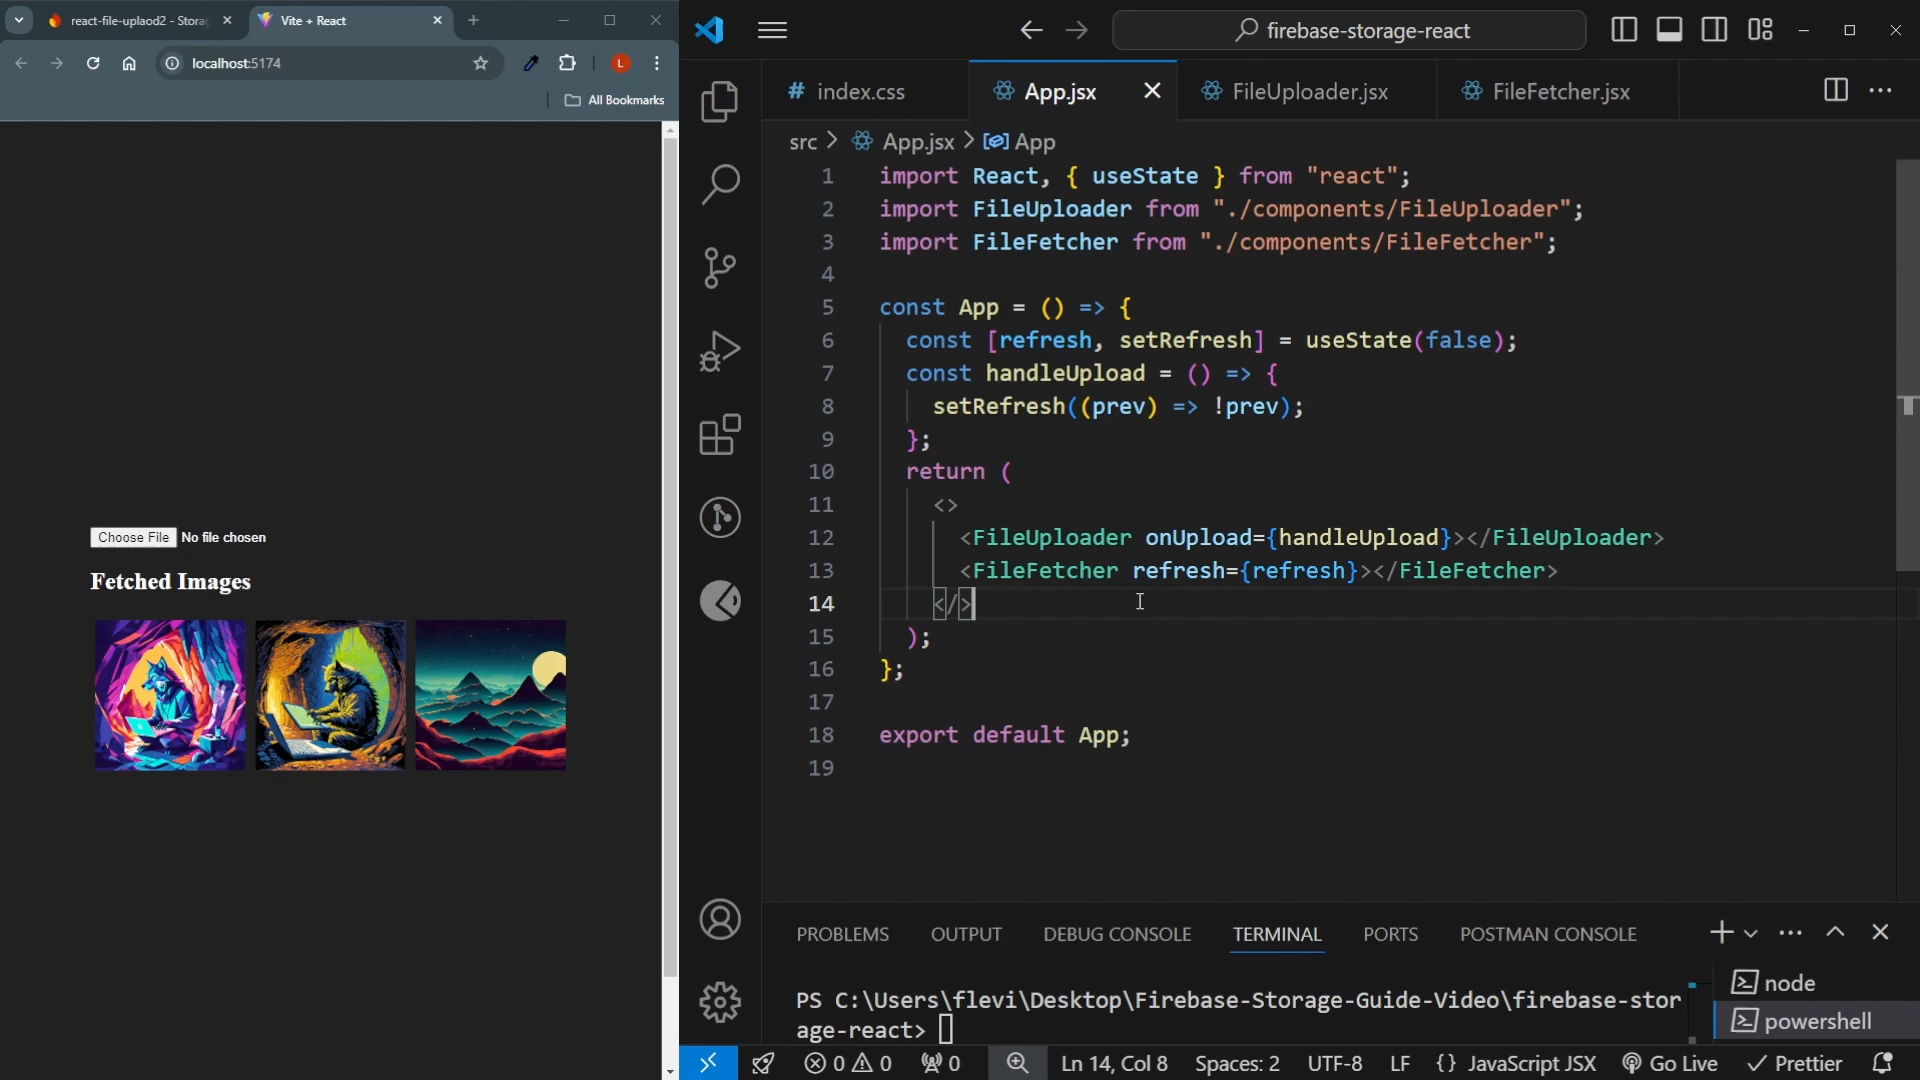 react-file-uplaod2 - Storag
Vite + React
localhost:5174
L
All Bookmarks
Choose File No file chosen
Fetched Images
firebase-storage-react
# index.css
App.jsx
FileUploader.jsx
FileFetcher.jsx
src > App.jsx > App
1 import React, { useState } from "react";
2 import FileUploader from "./components/FileUploader";
3 import FileFetcher from "./components/FileFetcher";
4
5 const App = () => {
6 const [refresh, setRefresh] = useState(false);
7 const handleUpload = () => {
8 setRefresh((prev) => !prev);
9 };
10 return (
11 <>
12 <FileUploader onUpload={handleUpload}></FileUploader>
13 <FileFetcher refresh={refresh}></FileFetcher>
14 </>
15 );
16 };
17
18 export default App;
19
PROBLEMS OUTPUT DEBUG CONSOLE TERMINAL PORTS POSTMAN CONSOLE
PS C:\Users\flevi\Desktop\Firebase-Storage-Guide-Video\firebase-stor
age-react>
node
powershell
0 0 0 Ln 14, Col 8 Spaces: 2 UTF-8 LF {} JavaScript JSX Go Live Prettier